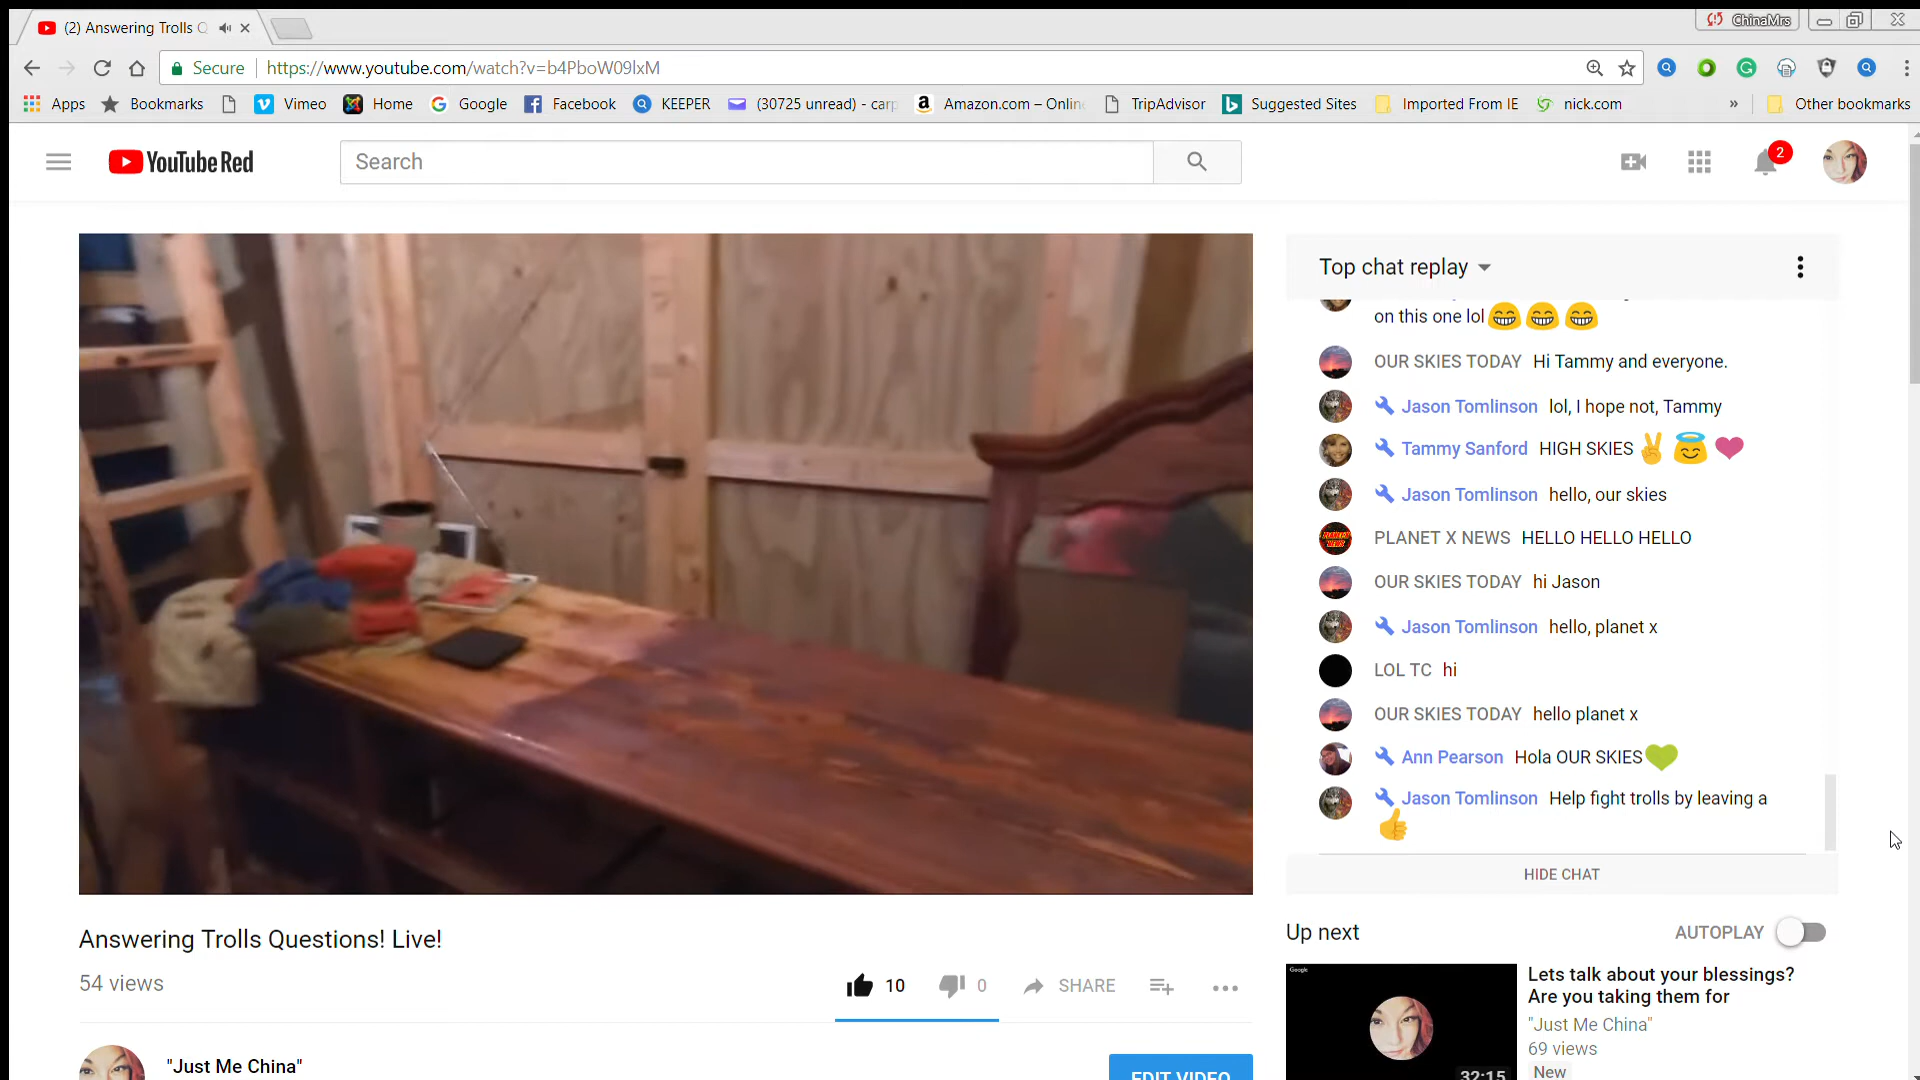 (2) Answering Trolls Q
ChinaMrs
Secure
https://www.youtube.com/watch?v=b4PboW09lxM
Apps
Bookmarks
Vimeo
Home
Google
Facebook
KEEPER
(30725 unread) - carp
Amazon.com – Onlin
TripAdvisor
Suggested Sites
Imported From IE
nick.com
»
Other bookmarks
YouTube Red
Search
2
Top chat replay
on this one lol
OUR SKIES TODAY Hi Tammy and everyone.
Jason Tomlinson lol, I hope not, Tammy
Tammy Sanford HIGH SKIES
Jason Tomlinson hello, our skies
PLANET X NEWS HELLO HELLO HELLO
OUR SKIES TODAY hi Jason
Jason Tomlinson hello, planet x
LOL TC hi
OUR SKIES TODAY hello planet x
Ann Pearson Hola OUR SKIES
Jason Tomlinson Help fight trolls by leaving a
HIDE CHAT
Answering Trolls Questions! Live!
54 views
10
0
SHARE
"Just Me China"
EDIT VIDEO
Up next
AUTOPLAY
Google
32:15
Lets talk about your blessings?
Are you taking them for
"Just Me China"
69 views
New